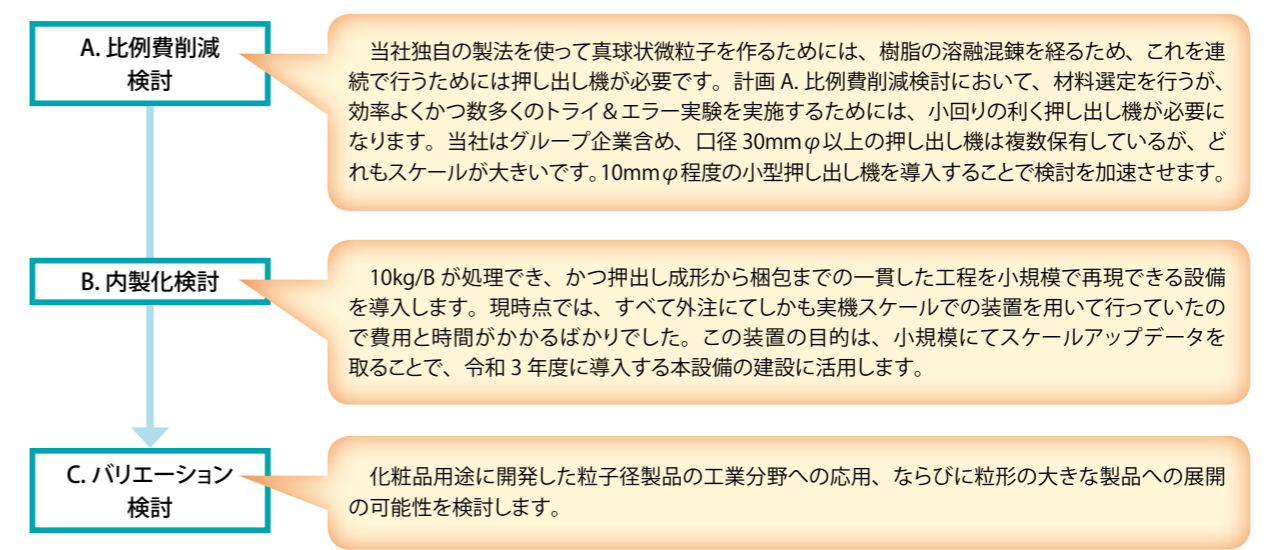 A. 比例費削減
検討
当社独自の製法を使って真球状微粒子を作るためには、樹脂の溶融混錬を経るため、これを連
続で行うためには押し出し機が必要です。計画 A. 比例費削減検討において、材料選定を行うが、
効率よくかつ数多くのトライ＆エラー実験を実施するためには、小回りの利く押し出し機が必要に
なります。当社はグループ企業含め、口径 30mmφ以上の押し出し機は複数保有しているが、ど
れもスケールが大きいです。10mmφ程度の小型押し出し機を導入することで検討を加速させます。
B. 内製化検討
10kg/B が処理でき、かつ押出し成形から梱包までの一貫した工程を小規模で再現できる設備
を導入します。現時点では、すべて外注にてしかも実機スケールでの装置を用いて行っていたの
で費用と時間がかかるばかりでした。この装置の目的は、小規模にてスケールアップデータを
取ることで、令和 3 年度に導入する本設備の建設に活用します。
C. バリエーション
検討
化粧品用途に開発した粒子径製品の工業分野への応用、ならびに粒形の大きな製品への展開
の可能性を検討します。